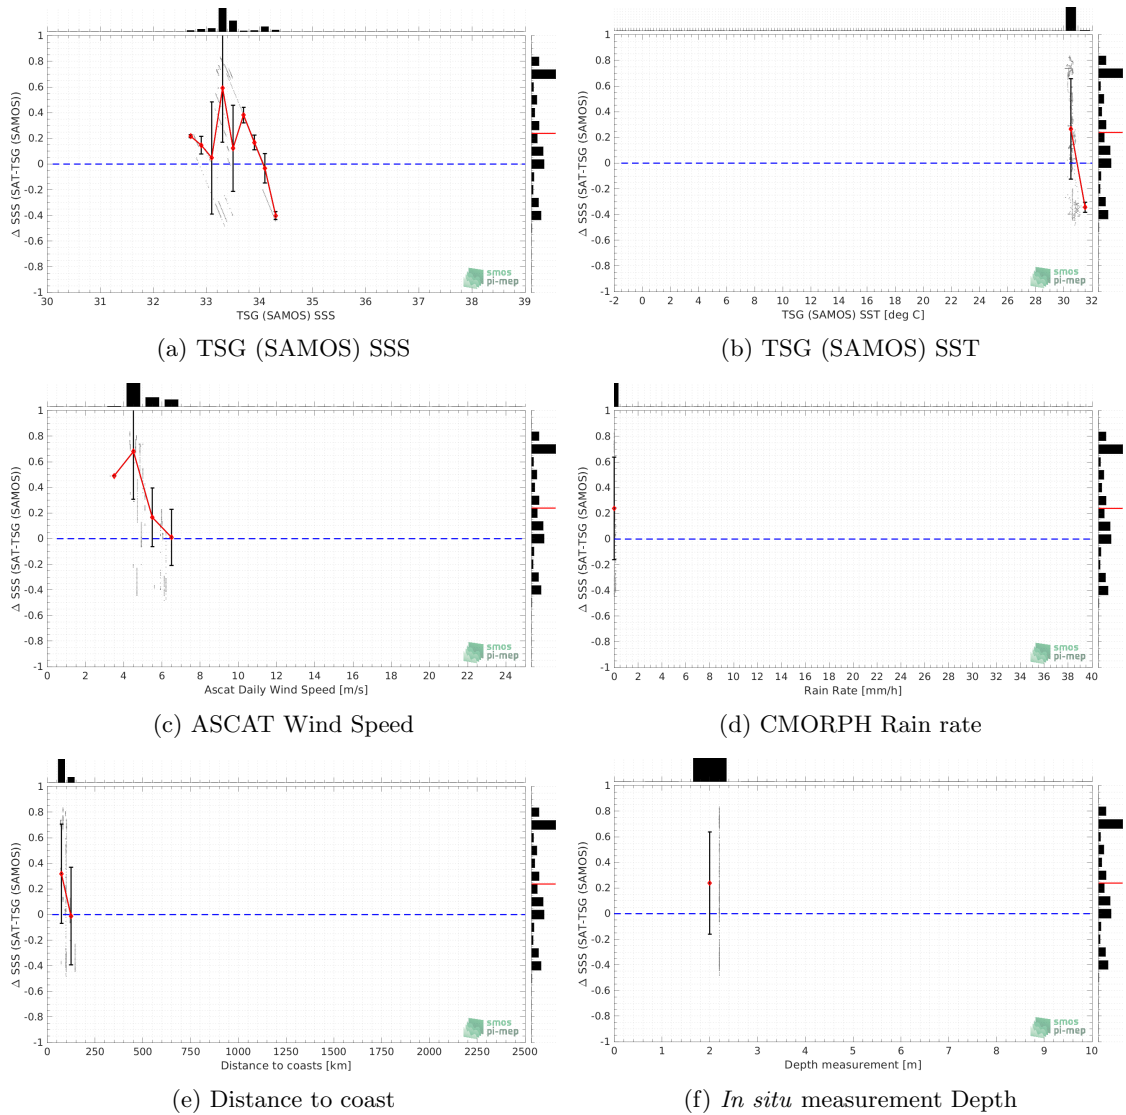 1
0.8
0.6
0.4
0.2
0
-0.2
-0.4
-0.6
-0.8
-1
Δ SSS (SAT-TSG (SAMOS))
30 31 32 33 34 35 36 37 38 39
TSG (SAMOS) SSS
smos
pi-mep
(a) TSG (SAMOS) SSS
1
0.8
0.6
0.4
0.2
0
-0.2
-0.4
-0.6
-0.8
-1
Δ SSS (SAT-TSG (SAMOS))
-2 0 2 4 6 8 10 12 14 16 18 20 22 24 26 28 30 32
TSG (SAMOS) SST [deg C]
smos
pi-mep
(b) TSG (SAMOS) SST
1
0.8
0.6
0.4
0.2
0
-0.2
-0.4
-0.6
-0.8
-1
Δ SSS (SAT-TSG (SAMOS))
0 2 4 6 8 10 12 14 16 18 20 22 24
Ascat Daily Wind Speed [m/s]
smos
pi-mep
(c) ASCAT Wind Speed
1
0.8
0.6
0.4
0.2
0
-0.2
-0.4
-0.6
-0.8
-1
Δ SSS (SAT-TSG (SAMOS))
0 2 4 6 8 10 12 14 16 18 20 22 24 26 28 30 32 34 36 38 40
Rain Rate [mm/h]
smos
pi-mep
(d) CMORPH Rain rate
1
0.8
0.6
0.4
0.2
0
-0.2
-0.4
-0.6
-0.8
-1
Δ SSS (SAT-TSG (SAMOS))
0 250 500 750 1000 1250 1500 1750 2000 2250 2500
Distance to coasts [km]
smos
pi-mep
(e) Distance to coast
1
0.8
0.6
0.4
0.2
0
-0.2
-0.4
-0.6
-0.8
-1
Δ SSS (SAT-TSG (SAMOS))
0 1 2 3 4 5 6 7 8 9 10
Depth measurement [m]
smos
pi-mep
(f) In situ measurement Depth